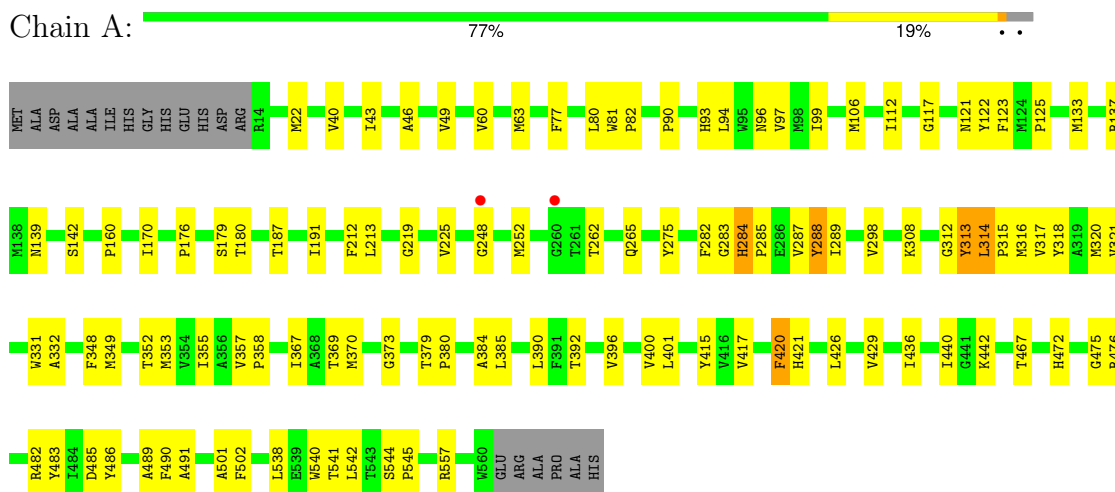 Chain A:
77% 19% • •
MET ALA ASP ALA ALA ILE HIS GLY HIS GLU HIS ASP ARG R14 M22 V40 I43 A46 V49 V60 M63 F77 L80 W81 P82 P90 H93 L94 W95 N96 V97 M98 I99 M106 I112 G117 N121 Y122 F123 M124 P125 M133
M138 N139 S142 P160 I170 P176 S179 T180 T187 I191 F212 L213 G219 V225 G248 M252 G260 T261 T262 Q265 Y275 F282 G283 H284 P285 E286 V287 Y288 I289 V298 K308 G312 Y313 L314 P315 M316 V317 Y318 A319 M320
W331 A332 F348 M349 T352 M353 V354 I355 A356 V357 P358 I367 A368 T369 M370 G373 T379 P380 A384 L385 L390 F391 T392 V396 V400 L401 Y415 V416 V417 F420 H421 L426 V429 I436 I440 G441 K442 T467 H472 G475
R482 Y483 I484 D485 Y486 A489 F490 A491 A501 F502 L538 E539 W540 T541 L542 T543 S544 P545 R557 W560 GLU ARG ALA PRO ALA HIS